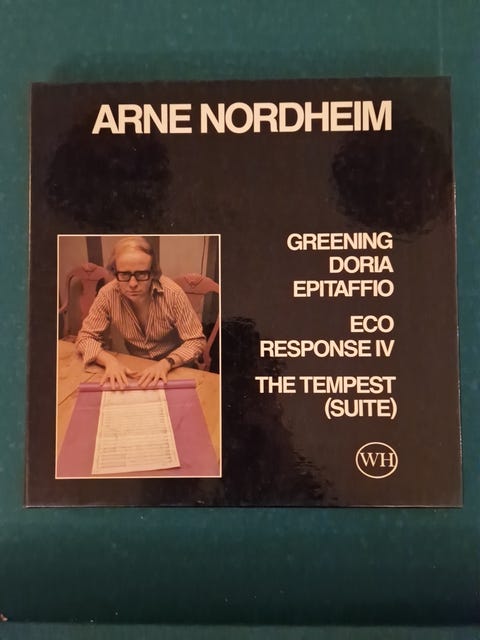 ARNE NORDHEIM
GREENING
DORIA
EPITAFFIO
ECO
RESPONSE IV
THE TEMPEST
(SUITE)
WH